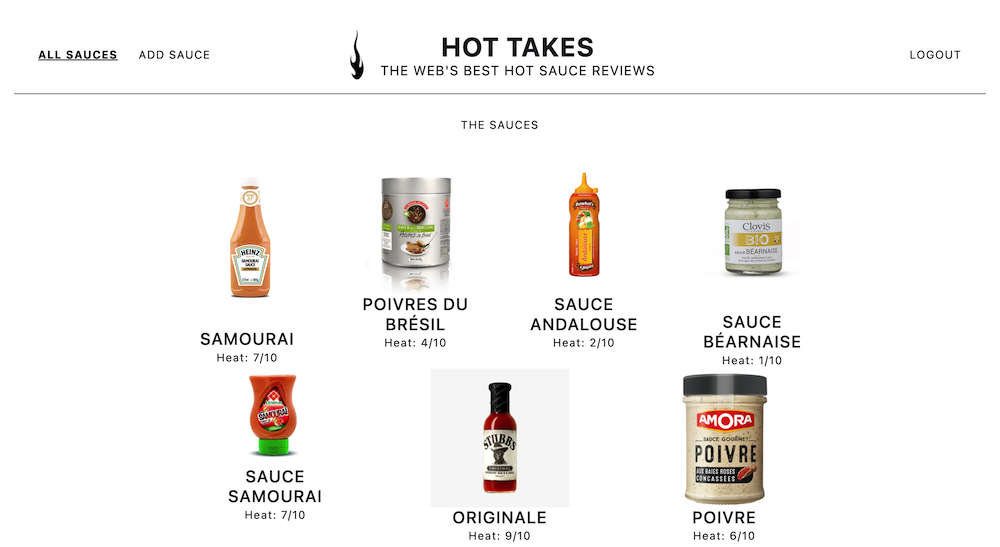 ALL SAUCES
ADD SAUCE
HOT TAKES
THE WEB'S BEST HOT SAUCE REVIEWS
LOGOUT
THE SAUCES
HEINZ
SAMOURAI
SAUCE
SAMOURAI
Heat: 7/10
POIVRES DU
BRÉSIL
Heat: 4/10
Andalouse
SAUCE
ANDALOUSE
Heat: 2/10
Clovis
BIO
SAUCE BÉARNAISE
SAUCE
BÉARNAISE
Heat: 1/10
SAMOURAI
SAUCE
SAMOURAI
Heat: 7/10
STUBB'S
ORIGINALE
Heat: 9/10
AMORA
SAUCE GOURMET
POIVRE
AUX BAIES ROSES
CONCASSÉES
POIVRE
Heat: 6/10